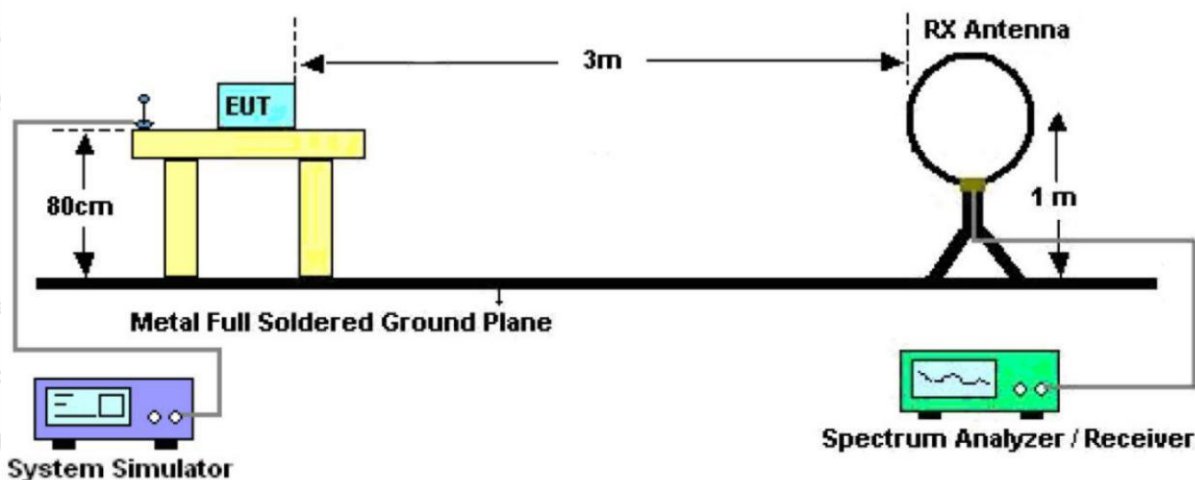 RX Antenna
3m
EUT
80cm
1 m
Metal Full Soldered Ground Plane
System Simulator
Spectrum Analyzer / Receiver